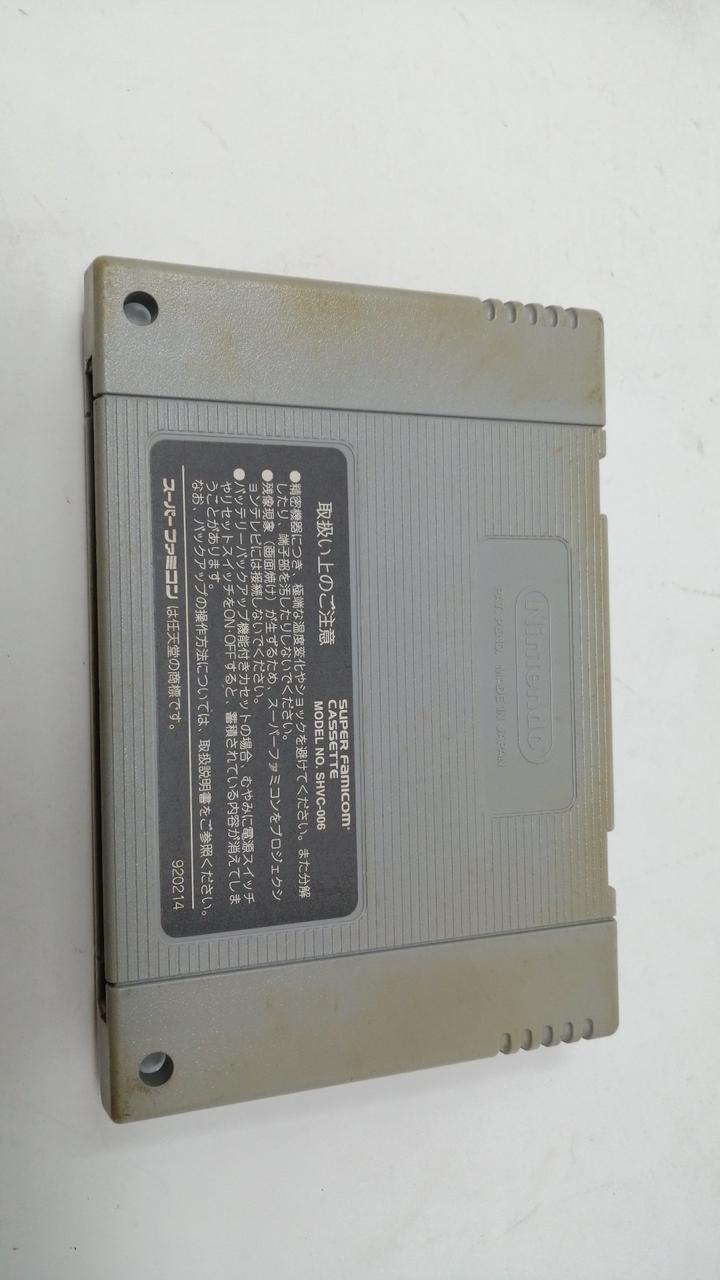 Nintendo
PAT. PEND. MADE IN JAPAN
SUPER FAMICOM
CASSETTE
取扱い上のご注意 MODEL NO. SHVC-006
●精密機器につき、極端な温度変化やショックを避けてください。また分解
したり、端子部を汚したりしないでください。
●残像現象(画面焼け)が生ずるため、スーパーファミコンをプロジェクシ
ョンテレビには接続しないでください。
●バッテリーバックアップ機能付きカセットの場合、むやみに電源スイッチ
やリセットスイッチをON・OFFすると、蓄積されている内容が消えてしま
うことがあります。
なお、バックアップの操作方法については、取扱説明書をご参照ください。
スーパーファミコン は任天堂の商標です。 920214